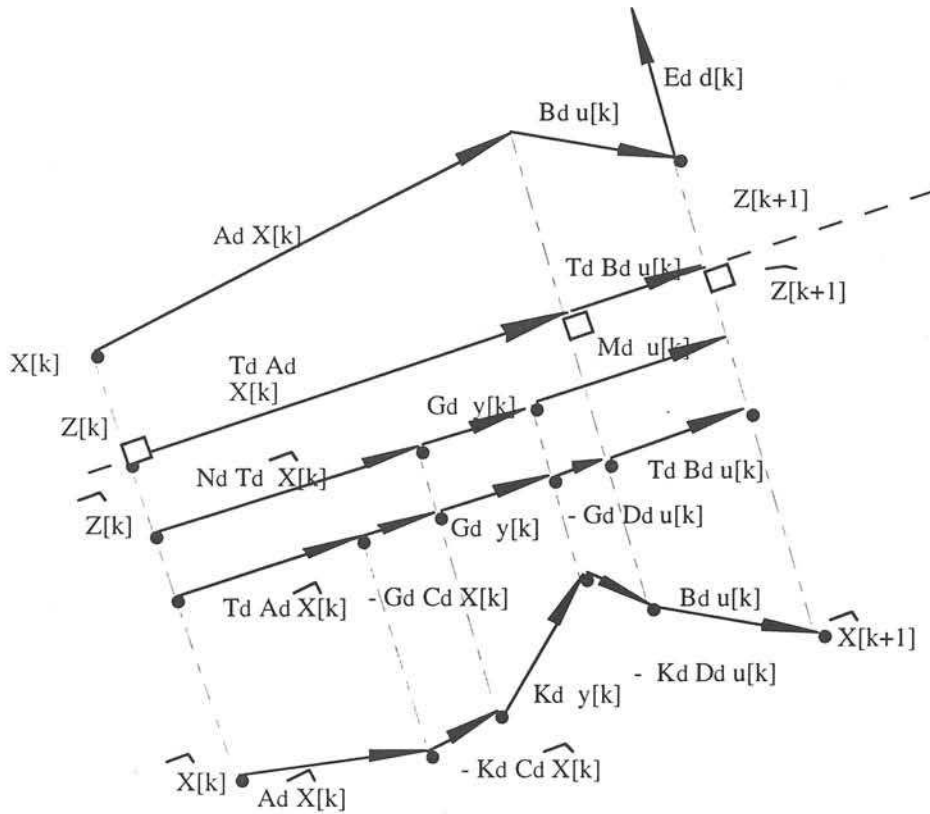 Ed d[k]
Bd u[k]
Z[k+1]
Ad X[k]
Td Bd u[k]
Z[k+1]
X[k]
Td Ad
X[k]
Md u[k]
Z[k]
Gd y[k]
Nd Td X[k]
Td Bd u[k]
Z[k]
Gd y[k]
- Gd Dd u[k]
Td Ad X[k]
- Gd Cd X[k]
Bd u[k]
X[k+1]
Kd y[k]
- Kd Dd u[k]
X[k]
- Kd Cd X[k]
Ad X[k]